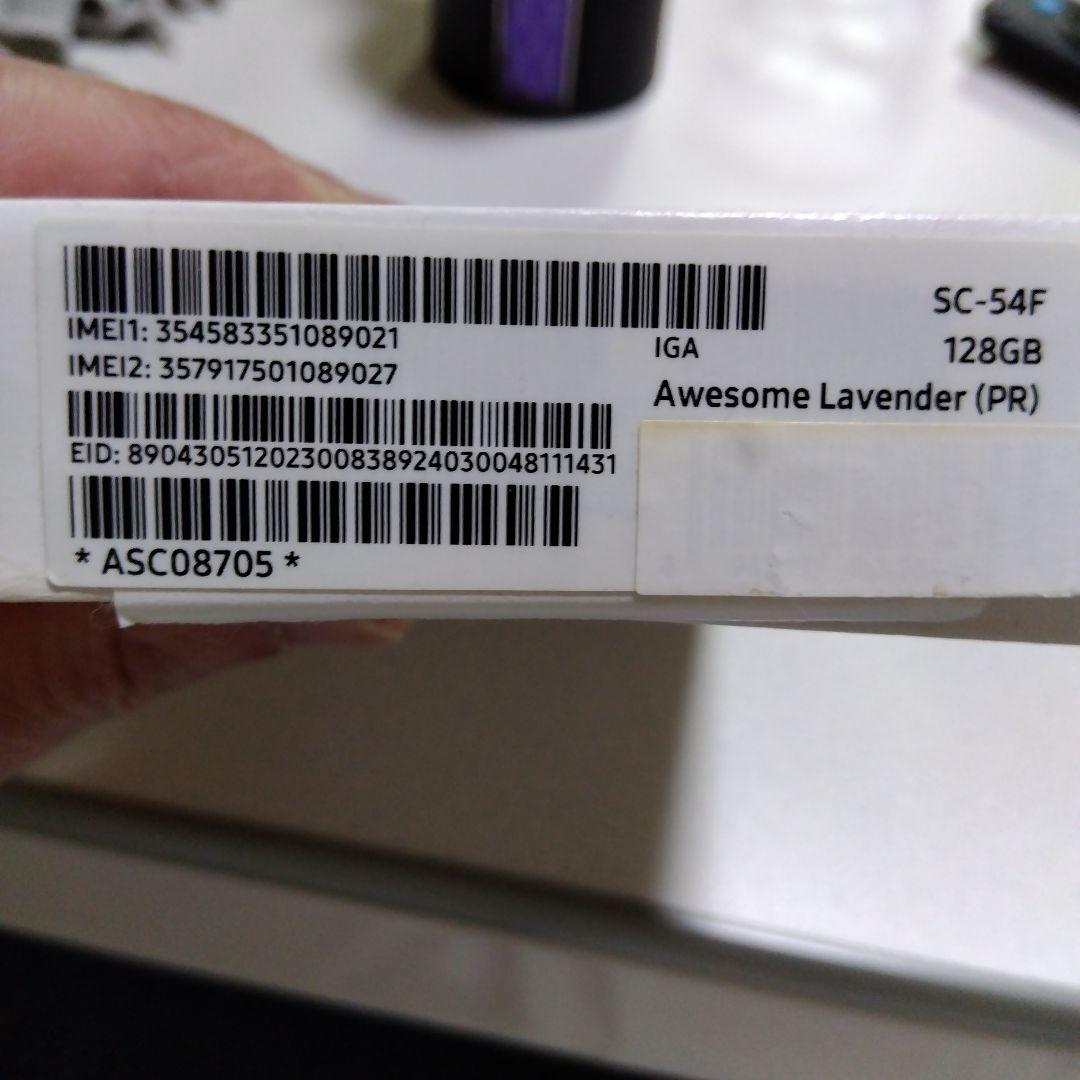 IMEI1: 354583351089021
IMEI2: 357917501089027
EID: 89043051202300838924030048111431
* ASC08705 *
SC-54F
IGA
128GB
Awesome Lavender (PR)